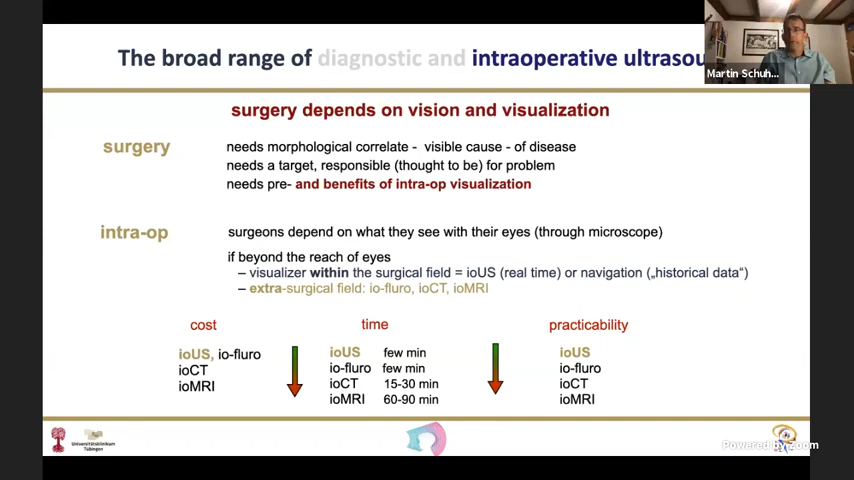 The broad range of diagnostic and intraoperative ultrasou
Martin Schuh...
surgery depends on vision and visualization
surgery
needs morphological correlate - visible cause - of disease
needs a target, responsible (thought to be) for problem
needs pre- and benefits of intra-op visualization
intra-op
surgeons depend on what they see with their eyes (through microscope)
if beyond the reach of eyes
– visualizer within the surgical field = ioUS (real time) or navigation („historical data“)
– extra-surgical field: io-fluro, ioCT, ioMRI
cost
time
practicability
ioUS, io-fluro
ioCT
ioMRI
ioUS few min
io-fluro few min
ioCT 15-30 min
ioMRI 60-90 min
ioUS
io-fluro
ioCT
ioMRI
Universitätsklinikum
Tübingen
Powered by Zoom